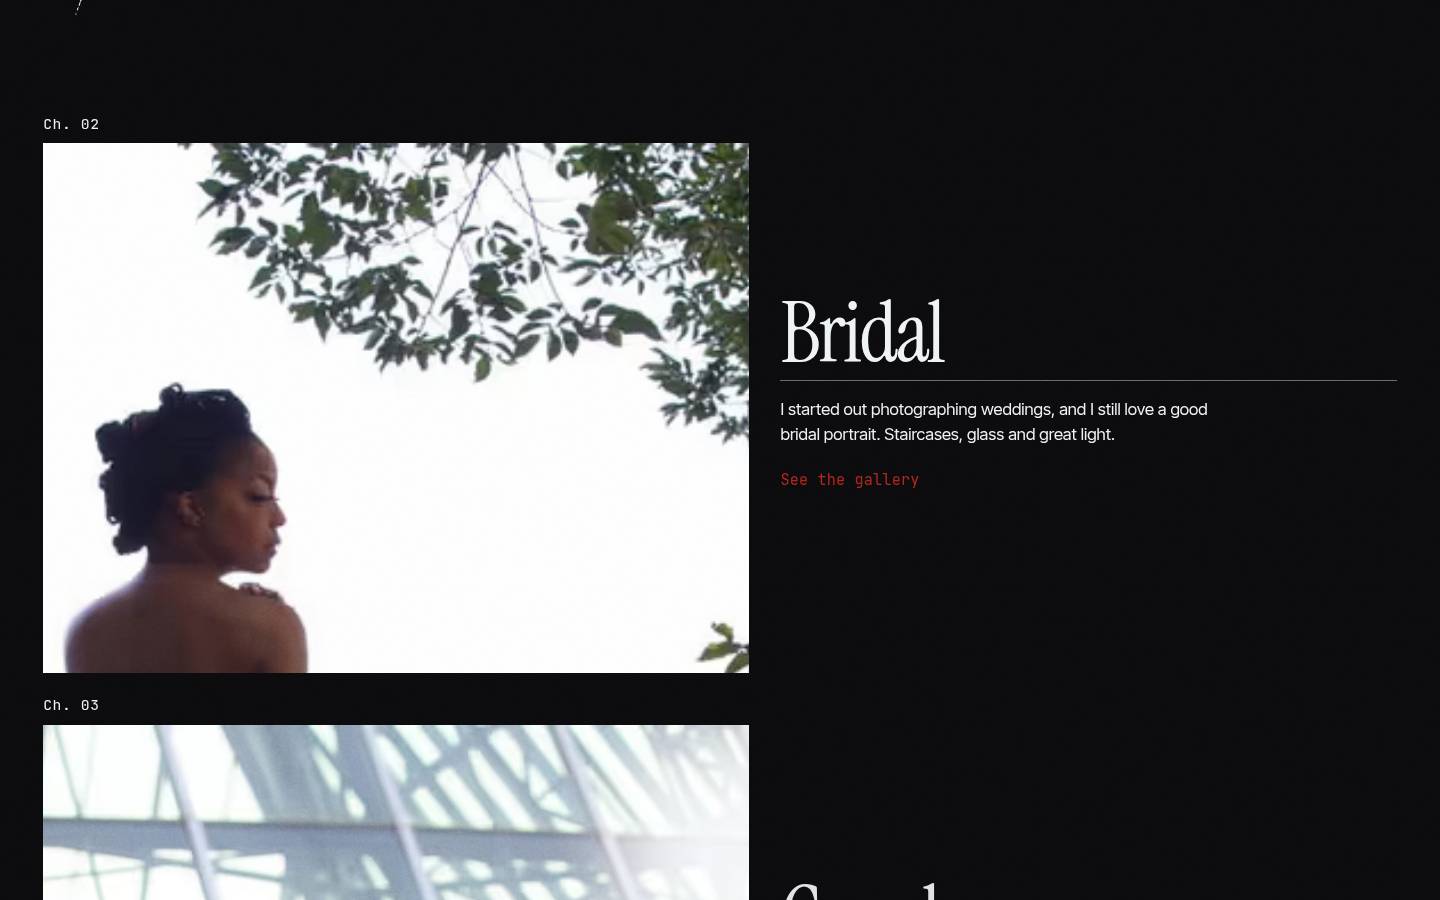 Ch. 02
Bridal
I started out photographing weddings, and I still love a good
bridal portrait. Staircases, glass and great light.
See the gallery
Ch. 03